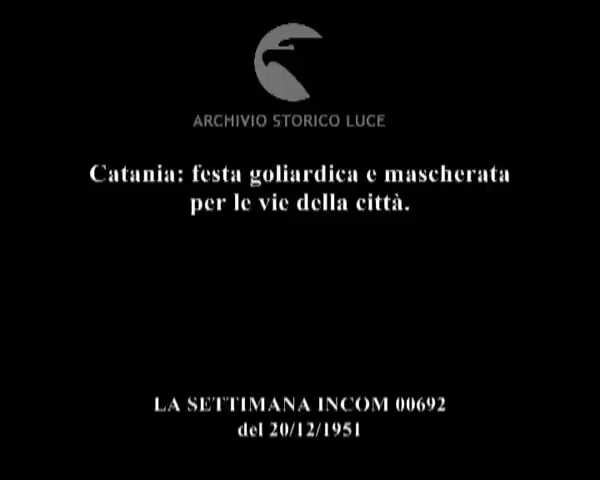 ARCHIVIO STORICO LUCE
Catania: festa goliardica e mascherata
per le vie della città.
LA SETTIMANA INCOM 00692
del 20/12/1951